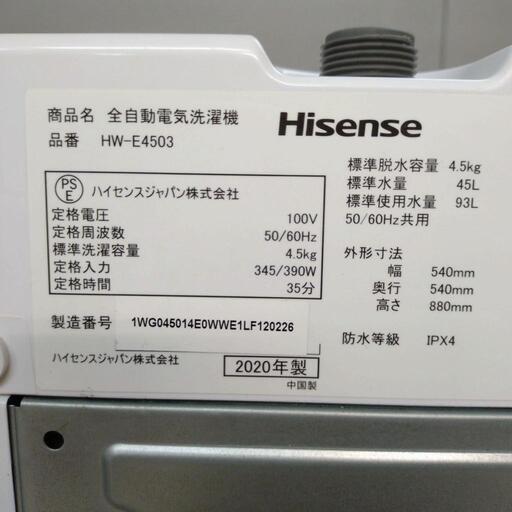 商品名 全自動電気洗濯機
品番 HW-E4503
Hisense
PS
E
ハイセンスジャパン株式会社
定格電圧 100V
定格周波数 50/60Hz
標準洗濯容量 4.5kg
定格入力 345/390W
定格時間 35分
標準脱水容量 4.5kg
標準水量 45L
標準使用水量 93L
50/60Hz共用
外形寸法
幅 540mm
奥行 540mm
高さ 880mm
製造番号 1WG045014E0WWE1LF120226
防水等級 IPX4
ハイセンスジャパン株式会社
2020年製
中国製